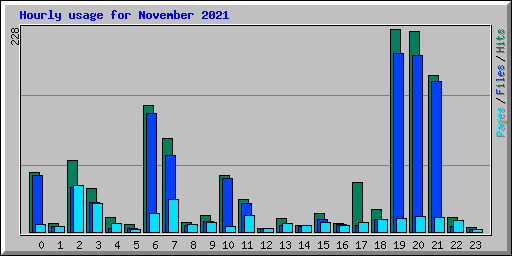 Hourly usage for November 2021
228
Pages/Files/Hits
0 1 2 3 4 5 6 7 8 9 10 11 12 13 14 15 16 17 18 19 20 21 22 23